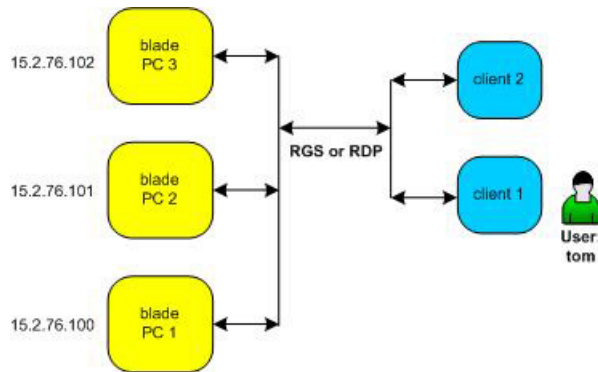 15.2.76.102
blade
PC 3
client 2
RGS or RDP
15.2.76.101
blade
PC 2
client 1
User:
tom
15.2.76.100
blade
PC 1